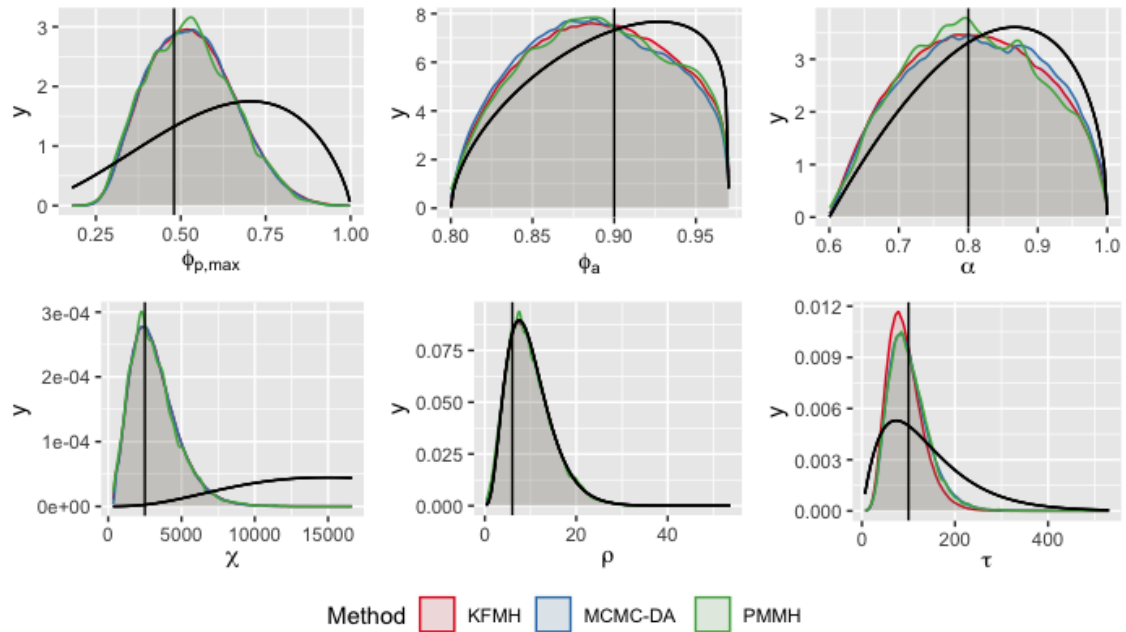 y
3
2
1
0
0.25 0.50 0.75 1.00
ϕp,max
y
8
6
4
2
0
0.80 0.85 0.90 0.95
ϕa
y
3
2
1
0
0.6 0.7 0.8 0.9 1.0
α
y
3e-04
2e-04
1e-04
0e+00
0 5000 10000 15000
χ
y
0.075
0.050
0.025
0.000
0 20 40
ρ
y
0.012
0.009
0.006
0.003
0.000
0 200 400
τ
Method KFMH MCMC-DA PMMH